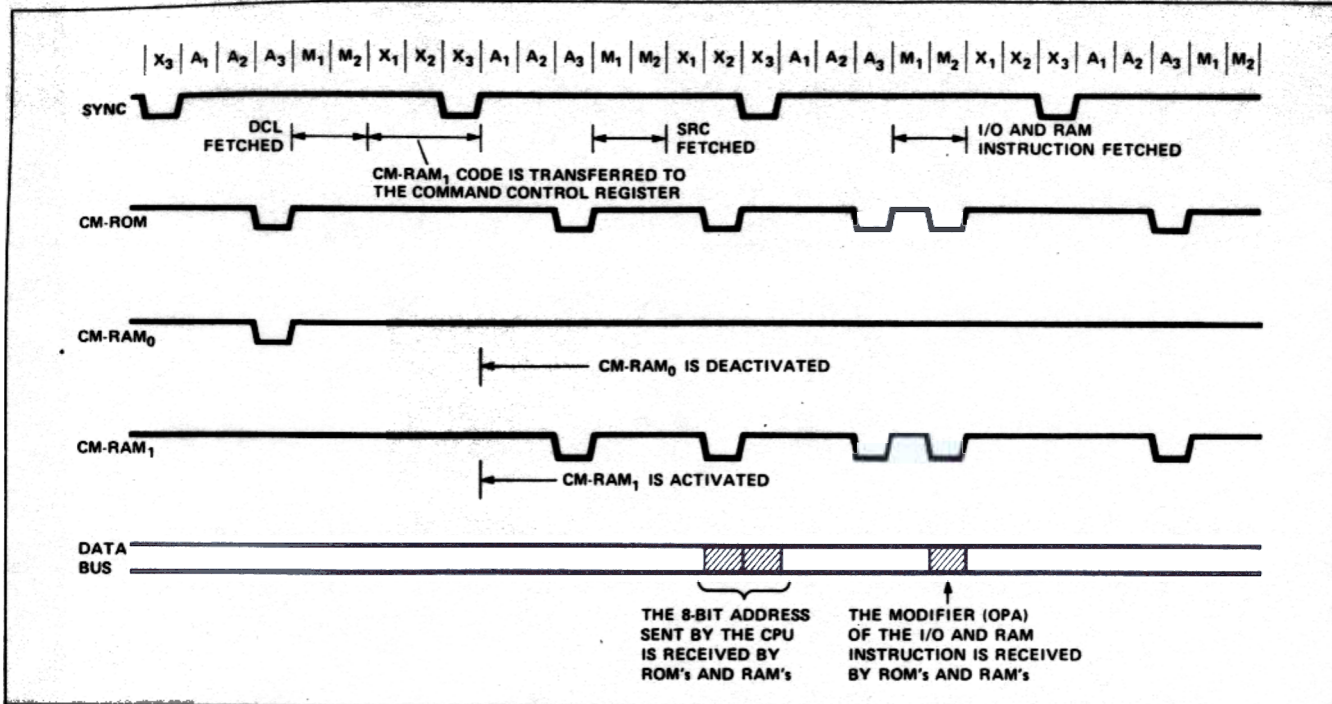 X3 A1 A2 A3 M1 M2 X1 X2 X3 A1 A2 A3 M1 M2 X1 X2 X3 A1 A2 A3 M1 M2 X1 X2 X3 A1 A2 A3 M1 M2
SYNC
DCL
FETCHED
SRC
FETCHED
I/O AND RAM
INSTRUCTION FETCHED
CM-RAM1 CODE IS TRANSFERRED TO
THE COMMAND CONTROL REGISTER
CM-ROM
CM-RAM0
CM-RAM0 IS DEACTIVATED
CM-RAM1
CM-RAM1 IS ACTIVATED
DATA
BUS
THE 8-BIT ADDRESS
SENT BY THE CPU
IS RECEIVED BY
ROM's AND RAM's
THE MODIFIER (OPA)
OF THE I/O AND RAM
INSTRUCTION IS RECEIVED
BY ROM's AND RAM's